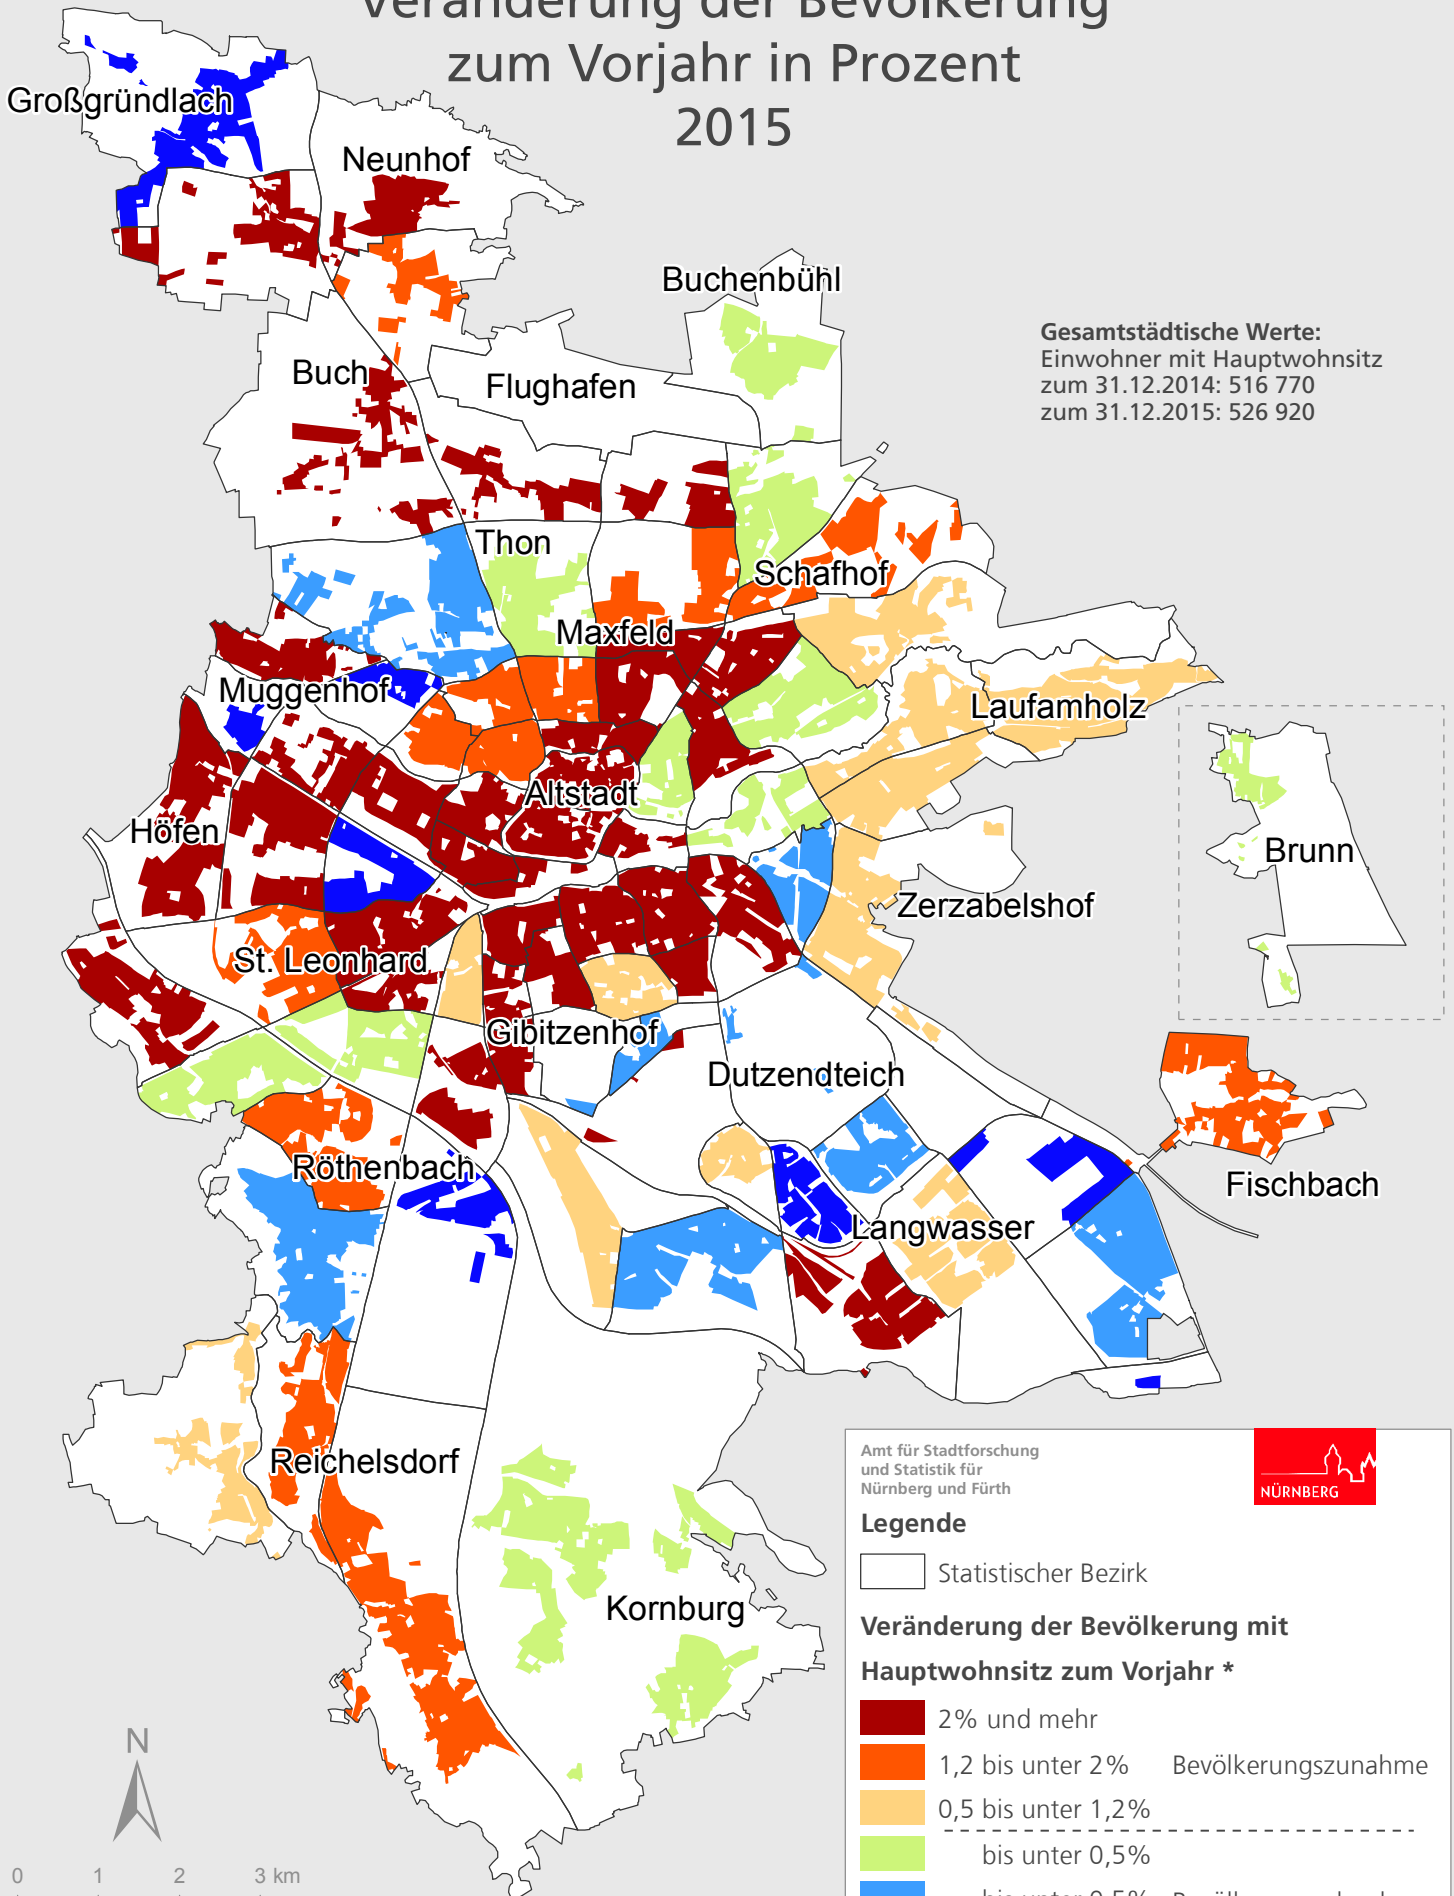 Veränderung der Bevölkerung
zum Vorjahr in Prozent
2015
Großgründlach
Neunhof
Buchenbühl
Gesamtstädtische Werte:
Einwohner mit Hauptwohnsitz
zum 31.12.2014: 516 770
zum 31.12.2015: 526 920
Buch
Flughafen
Thon
Schafhof
Maxfeld
Muggenhof
Laufamholz
Altstadt
Höfen
Brunn
Zerzabelshof
St. Leonhard
Gibitzenhof
Dutzendteich
Röthenbach
Fischbach
Langwasser
Reichelsdorf
Kornburg
Amt für Stadtforschung
und Statistik für
Nürnberg und Fürth
NÜRNBERG
Legende
Statistischer Bezirk
Veränderung der Bevölkerung mit
Hauptwohnsitz zum Vorjahr *
2% und mehr
1,2 bis unter 2% Bevölkerungszunahme
0,5 bis unter 1,2%
bis unter 0,5%
N
0 1 2 3 km